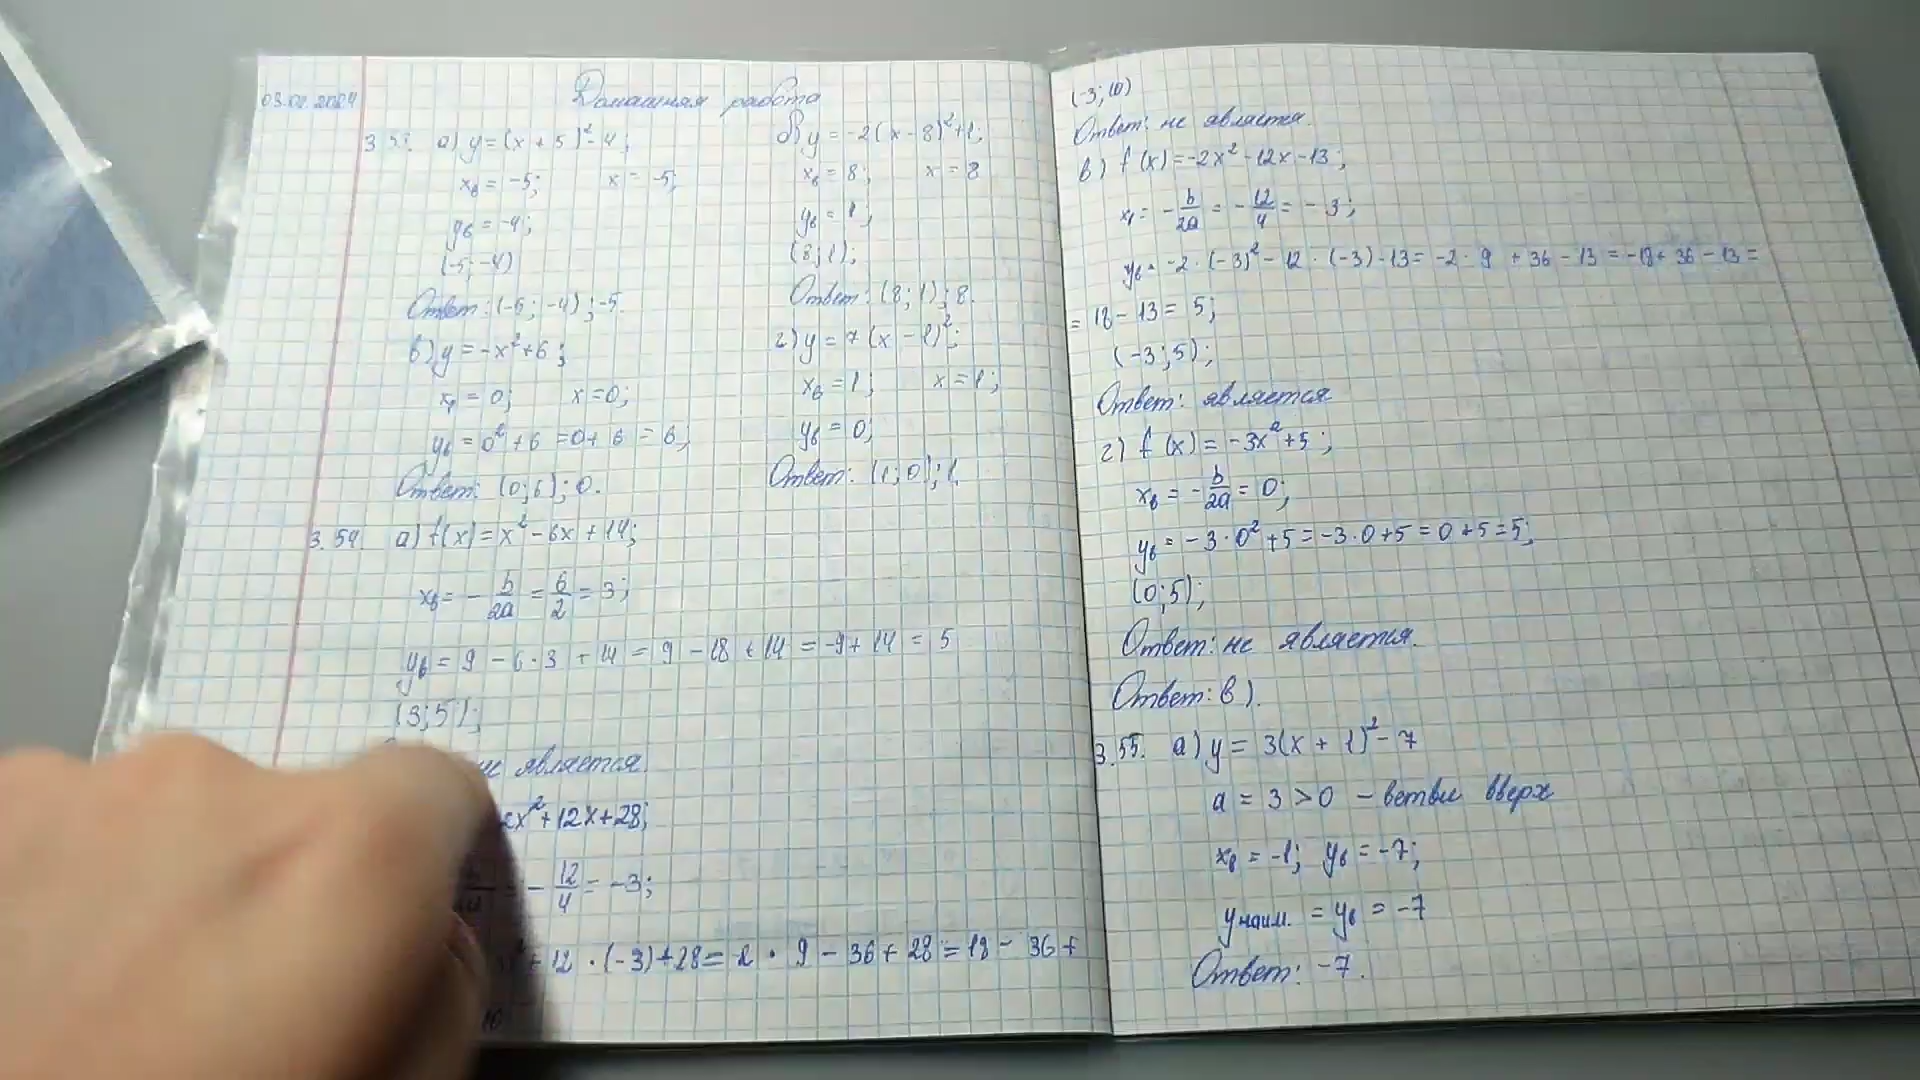 Домашняя работа
а) y = (x + 5)² - 4;
xв = -5; x = -5;
yв = -4;
(-5; -4)
Ответ: (-5; -4); -5.
б) y = -2(x - 8)² + 1;
xв = 8; x = 8
yв = 1;
(8; 1);
Ответ: (8; 1); 8.
в) y = -x² + 6;
xв = 0; x = 0;
yв = 0² + 6 = 0 + 6 = 6;
Ответ: (0; 6); 0.
г) y = 7(x - 1)²;
xв = 1; x = 1;
yв = 0;
Ответ: (1; 0); 1.
3.54 а) f(x) = x² - 6x + 14;
xв = - b/2a = 6/2 = 3;
yв = 9 - 6 · 3 + 14 = 9 - 18 + 14 = -9 + 14 = 5
(3; 5);
не является.
2x² + 12x + 28;
= - 12/4 = -3;
+ 12 · (-3) + 28 = 2 · 9 - 36 + 28 = 18 - 36 +
10
(-3; 10)
Ответ: не является.
в) f(x) = -2x² - 12x - 13;
xв = - b/2a = - 12/4 = - 3;
yв = -2 · (-3)² - 12 · (-3) - 13 = -2 · 9 + 36 - 13 = -18 + 36 - 13 =
= 18 - 13 = 5;
(-3; 5);
Ответ: является
г) f(x) = -3x² + 5;
xв = - b/2a = 0;
yв = -3 · 0² + 5 = -3 · 0 + 5 = 0 + 5 = 5;
(0; 5);
Ответ: не является.
Ответ: в).
3.55. а) y = 3(x + 1)² - 7
a = 3 > 0 - ветви вверх
xв = -1; yв = -7;
yнаим. = yв = -7
Ответ: -7.